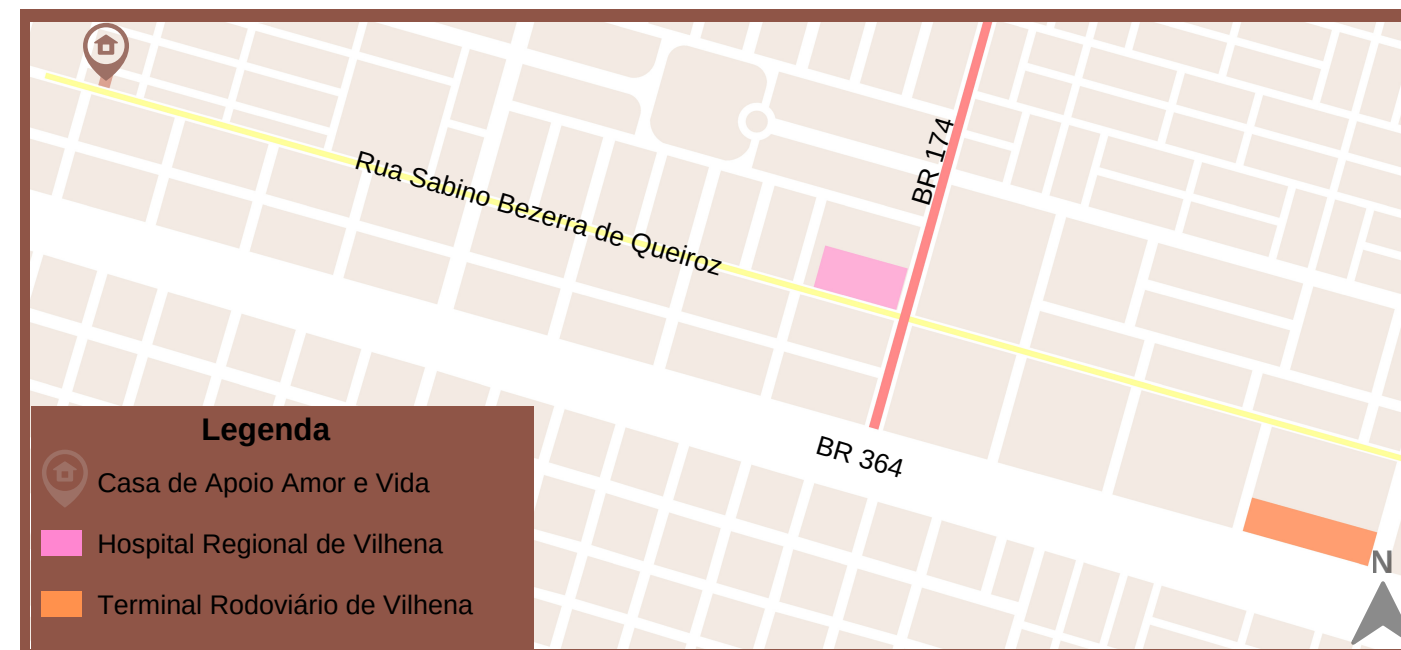 BR 174
Rua Sabino Bezerra de Queiroz
BR 364
Legenda
Casa de Apoio Amor e Vida
Hospital Regional de Vilhena
Terminal Rodoviário de Vilhena
N